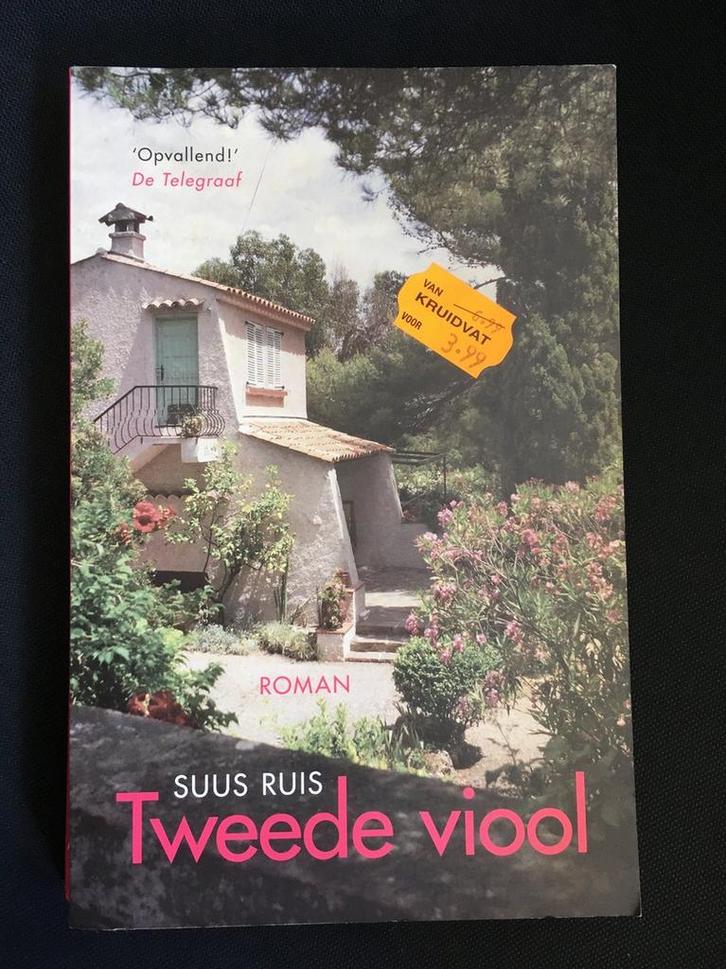 'Opvallend!'
De Telegraaf
VAN 6.99
KRUIDVAT
VOOR 3.99
ROMAN
SUUS RUIS
Tweede viool